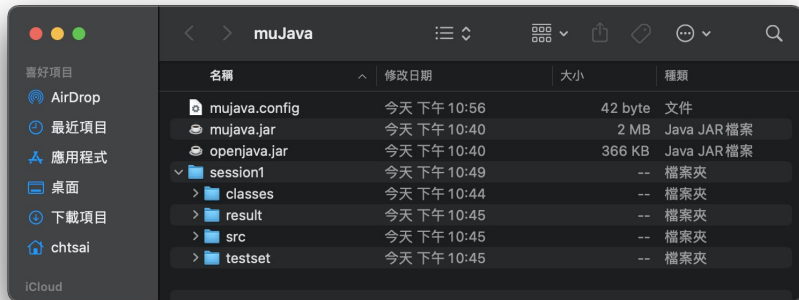 muJava
喜好項目
AirDrop
最近項目
應用程式
桌面
下載項目
chtsai
iCloud
名稱 修改日期 大小 種類
mujava.config 今天 下午 10:56 42 byte 文件
mujava.jar 今天 下午 10:40 2 MB Java JAR 檔案
openjava.jar 今天 下午 10:40 366 KB Java JAR 檔案
session1 今天 下午 10:49 -- 檔案夾
classes 今天 下午 10:44 -- 檔案夾
result 今天 下午 10:45 -- 檔案夾
src 今天 下午 10:45 -- 檔案夾
testset 今天 下午 10:45 -- 檔案夾